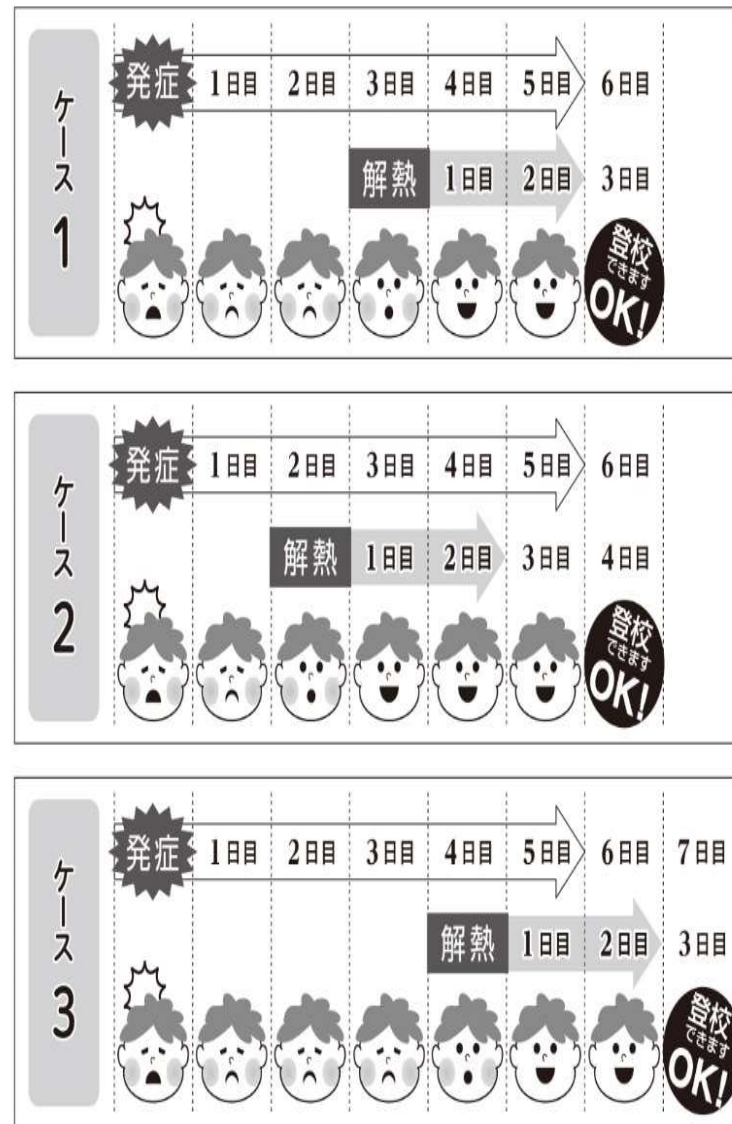 ケース1
発症 1日目 2日目 3日目 4日目 5日目 6日目
解熱 1日目 2日目 3日目
登校
できます
OK!
ケース2
発症 1日目 2日目 3日目 4日目 5日目 6日目
解熱 1日目 2日目 3日目 4日目
登校
できます
OK!
ケース3
発症 1日目 2日目 3日目 4日目 5日目 6日目 7日目
解熱 1日目 2日目 3日目
登校
できます
OK!